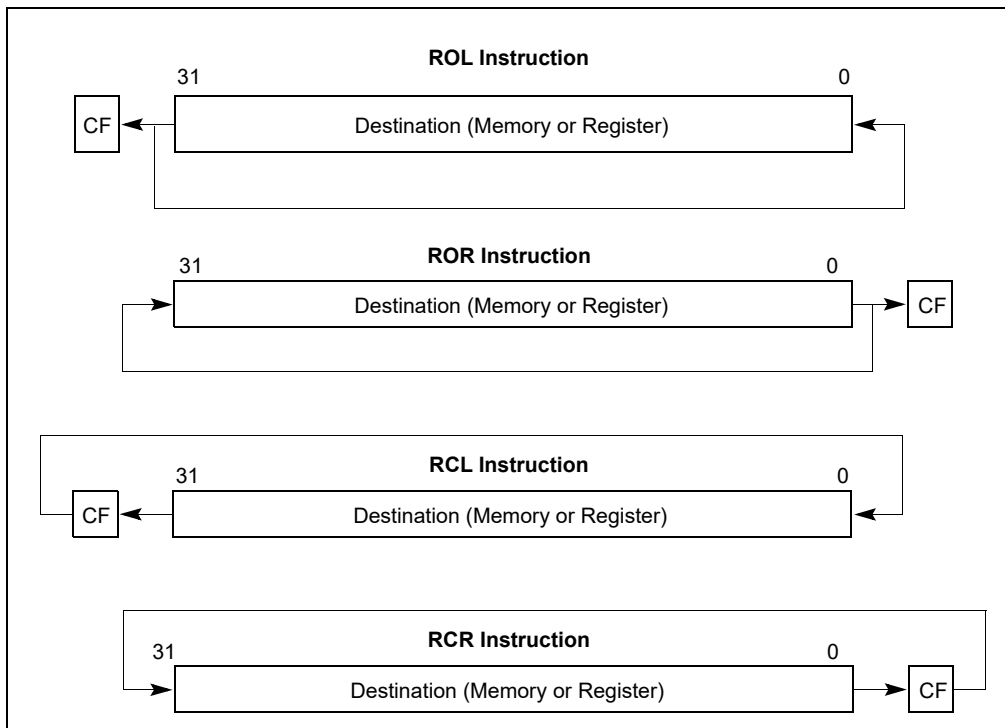 ROL Instruction
31 0
CF Destination (Memory or Register)
ROR Instruction
31 0
Destination (Memory or Register) CF
RCL Instruction
31 0
CF Destination (Memory or Register)
RCR Instruction
31 0
Destination (Memory or Register) CF